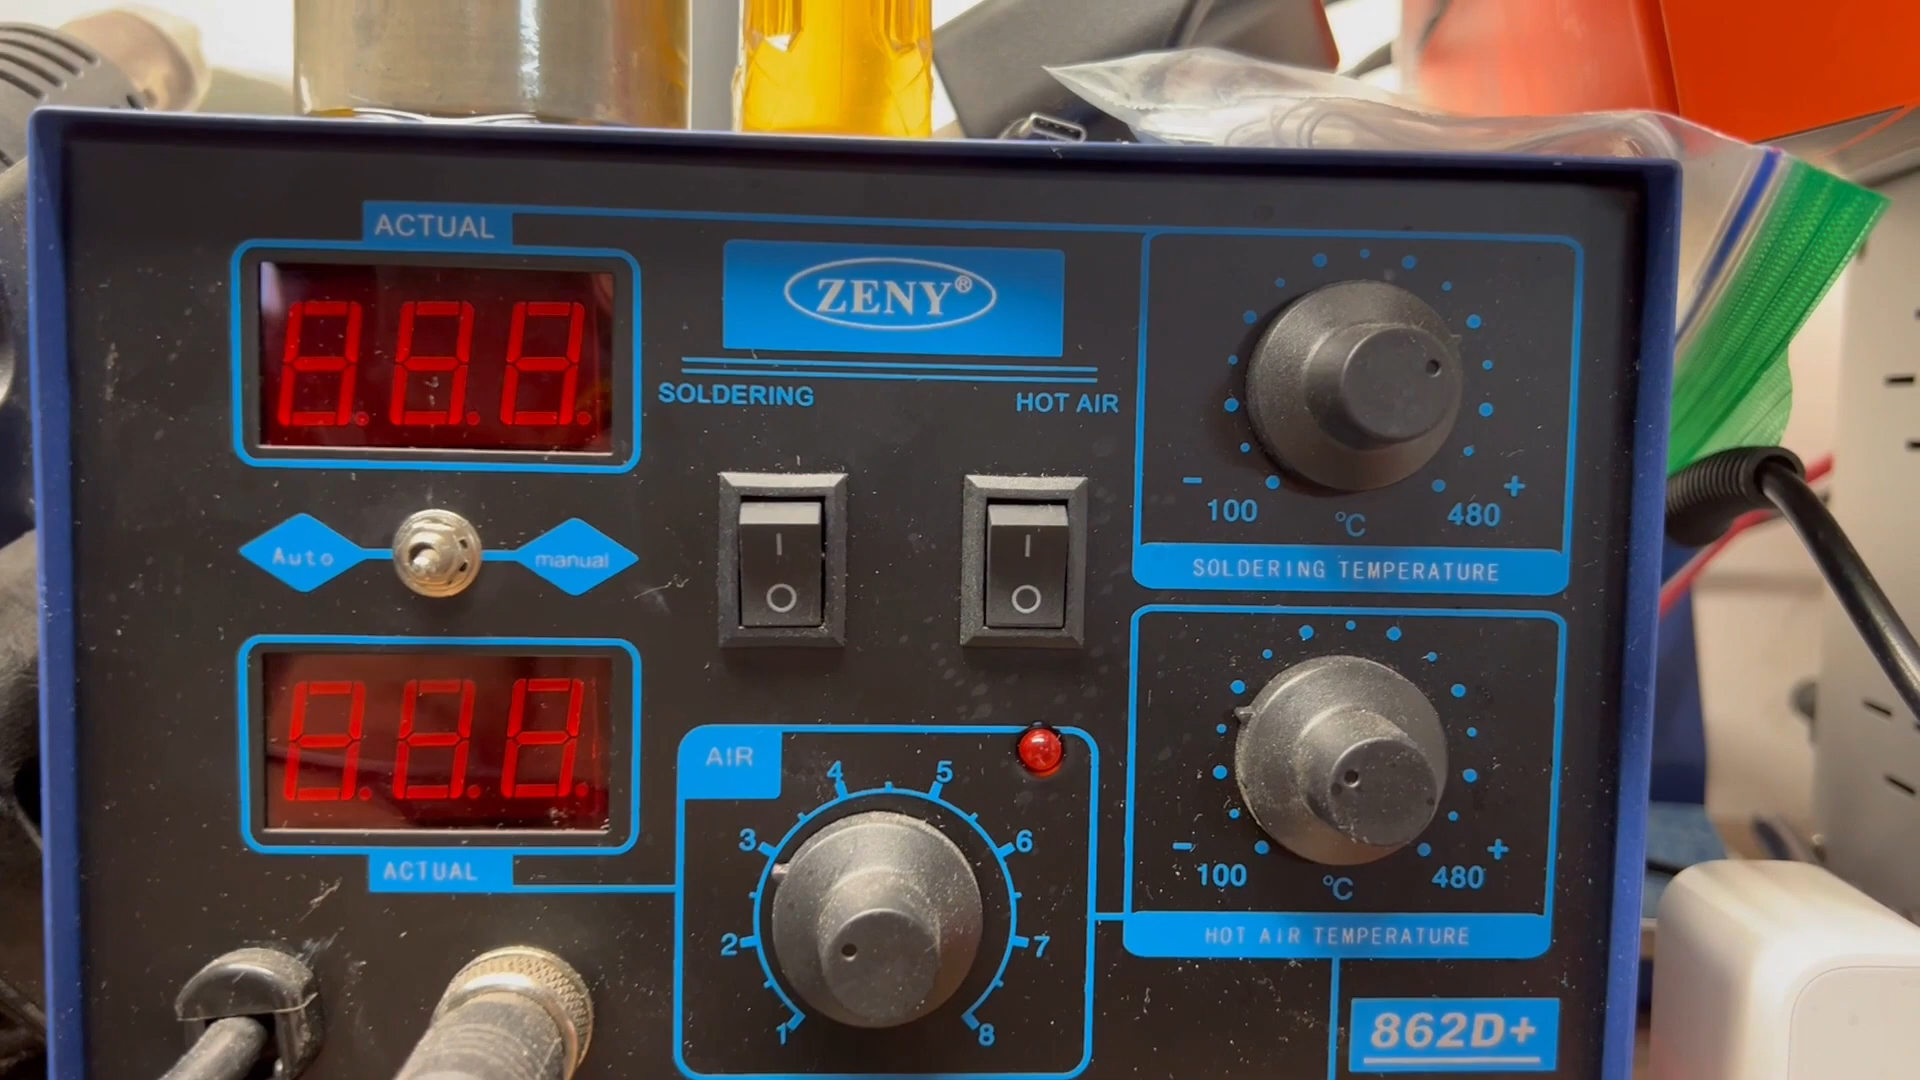 ACTUAL
ZENY®
SOLDERING
HOT AIR
- +
100 °C 480
SOLDERING TEMPERATURE
Auto
manual
I
O
I
O
AIR
1
2
3
4
5
6
7
8
- +
100 °C 480
HOT AIR TEMPERATURE
ACTUAL
862D+